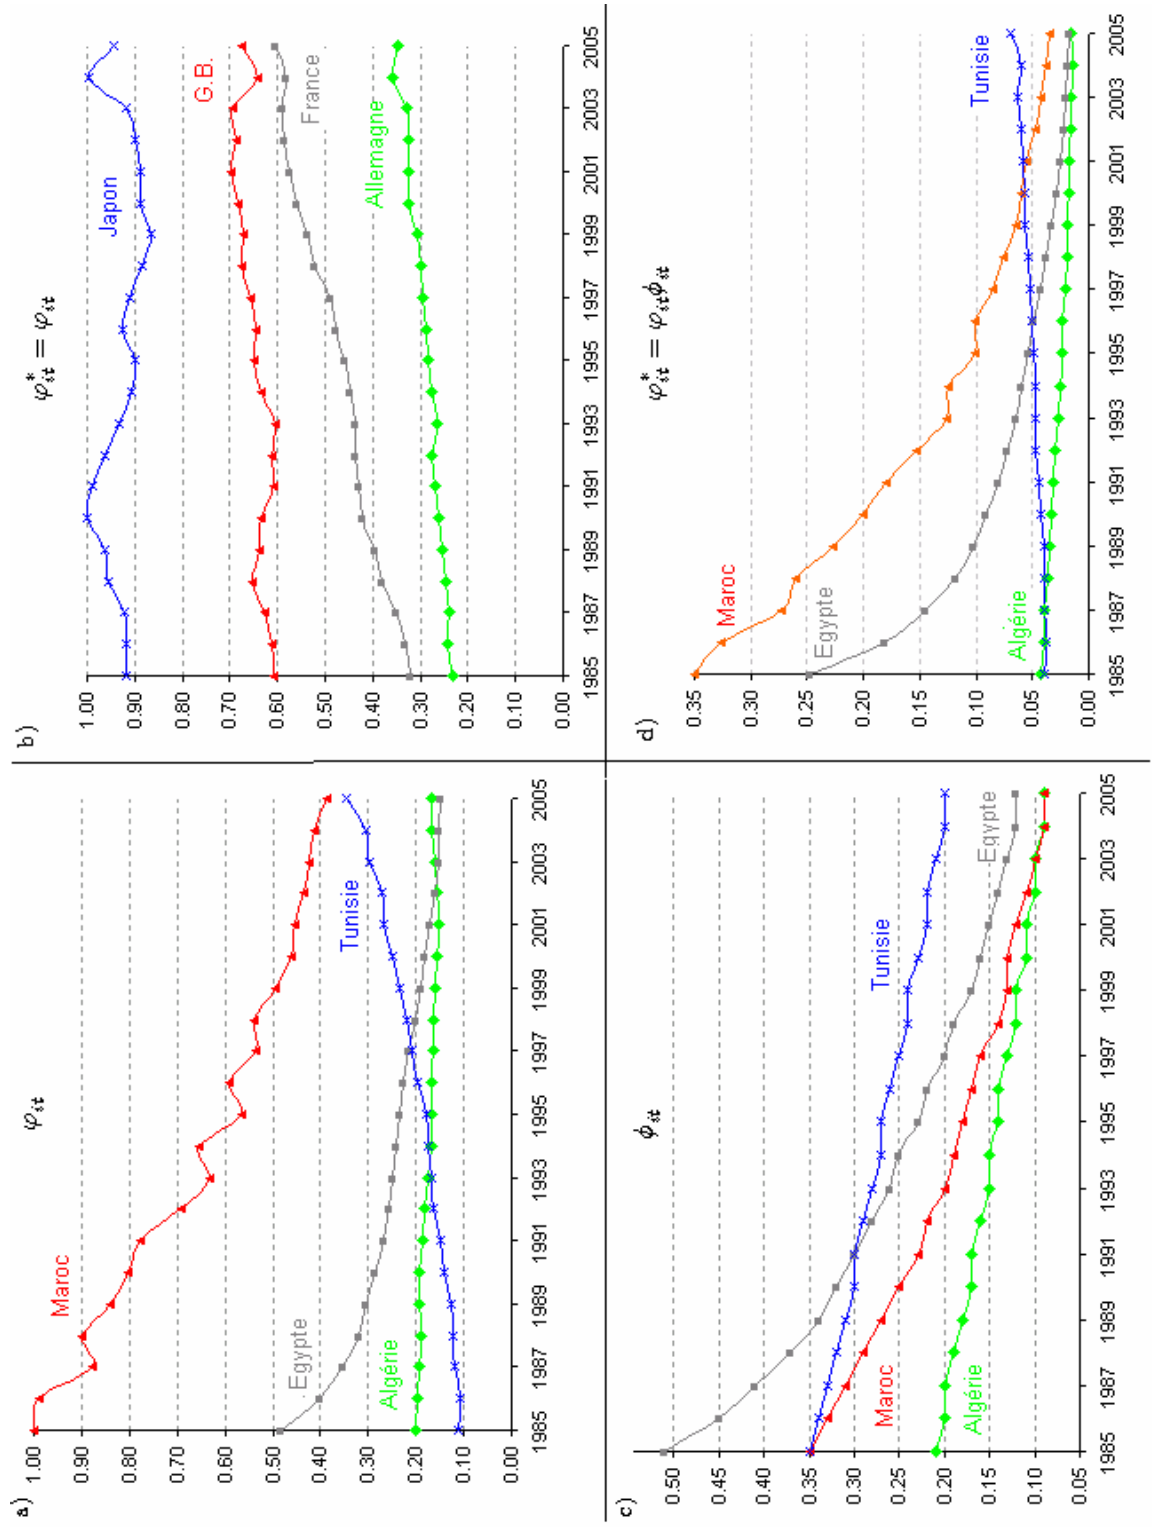 a)
φ_it
1.00
0.90
0.80
0.70
0.60
0.50
0.40
0.30
0.20
0.10
0.00
Maroc
Egypte
Algérie
Tunisie
1985 1987 1989 1991 1993 1995 1997 1999 2001 2003 2005
b)
φ*_it = φ_it
1.00
0.90
0.80
0.70
0.60
0.50
0.40
0.30
0.20
0.10
0.00
Japon
G.B.
France
Allemagne
1985 1987 1989 1991 1993 1995 1997 1999 2001 2003 2005
c)
ϕ_it
0.50
0.45
0.40
0.35
0.30
0.25
0.20
0.15
0.10
0.05
Maroc
Algérie
Tunisie
Egypte
1985 1987 1989 1991 1993 1995 1997 1999 2001 2003 2005
d)
φ*_it = φ_it ϕ_it
0.35
0.30
0.25
0.20
0.15
0.10
0.05
0.00
Maroc
Egypte
Algérie
Tunisie
1985 1987 1989 1991 1993 1995 1997 1999 2001 2003 2005